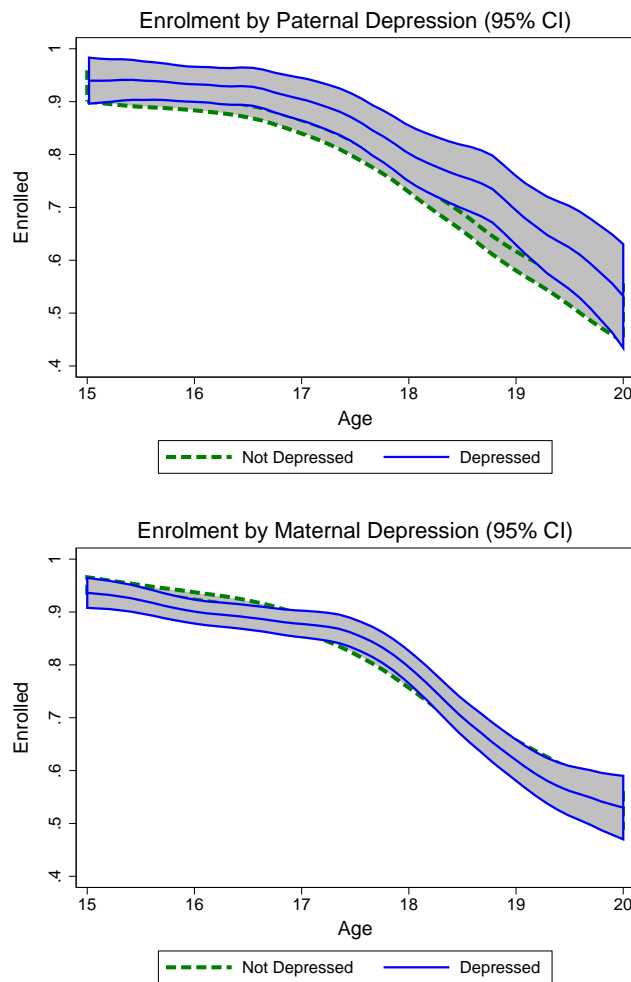 Enrolment by Paternal Depression (95% CI)
1
.9
.8
.7
.6
.5
.4
Enrolled
15 16 17 18 19 20
Age
Not Depressed Depressed
Enrolment by Maternal Depression (95% CI)
1
.9
.8
.7
.6
.5
.4
Enrolled
15 16 17 18 19 20
Age
Not Depressed Depressed